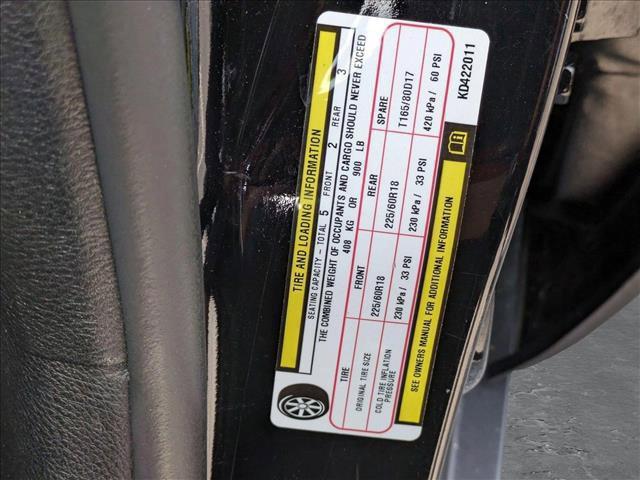 TIRE AND LOADING INFORMATION
SEATING CAPACITY - TOTAL 5 FRONT 2 REAR 3
THE COMBINED WEIGHT OF OCCUPANTS AND CARGO SHOULD NEVER EXCEED
408 KG OR 900 LB
TIRE FRONT REAR SPARE
ORIGINAL TIRE SIZE 225/60R18 225/60R18 T165/80D17
COLD TIRE INFLATION PRESSURE 230 kPa / 33 PSI 230 kPa / 33 PSI 420 kPa / 60 PSI
SEE OWNERS MANUAL FOR ADDITIONAL INFORMATION
KD422011